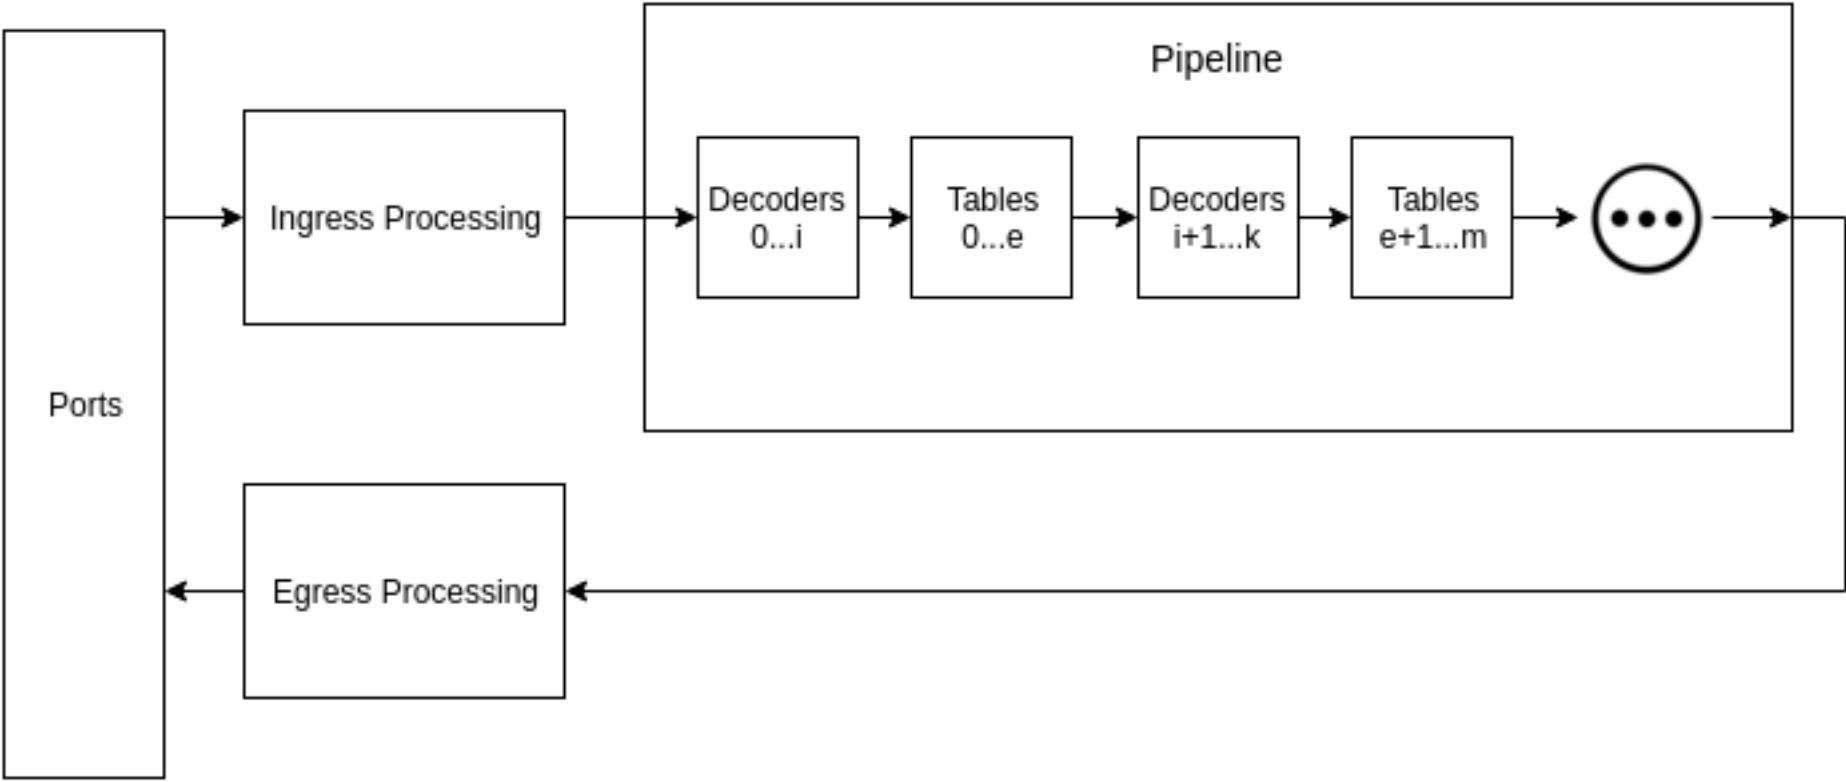 Pipeline
Decoders
0...i
Tables
0...e
Decoders
i+1...k
Tables
e+1...m
Ingress Processing
Ports
Egress Processing